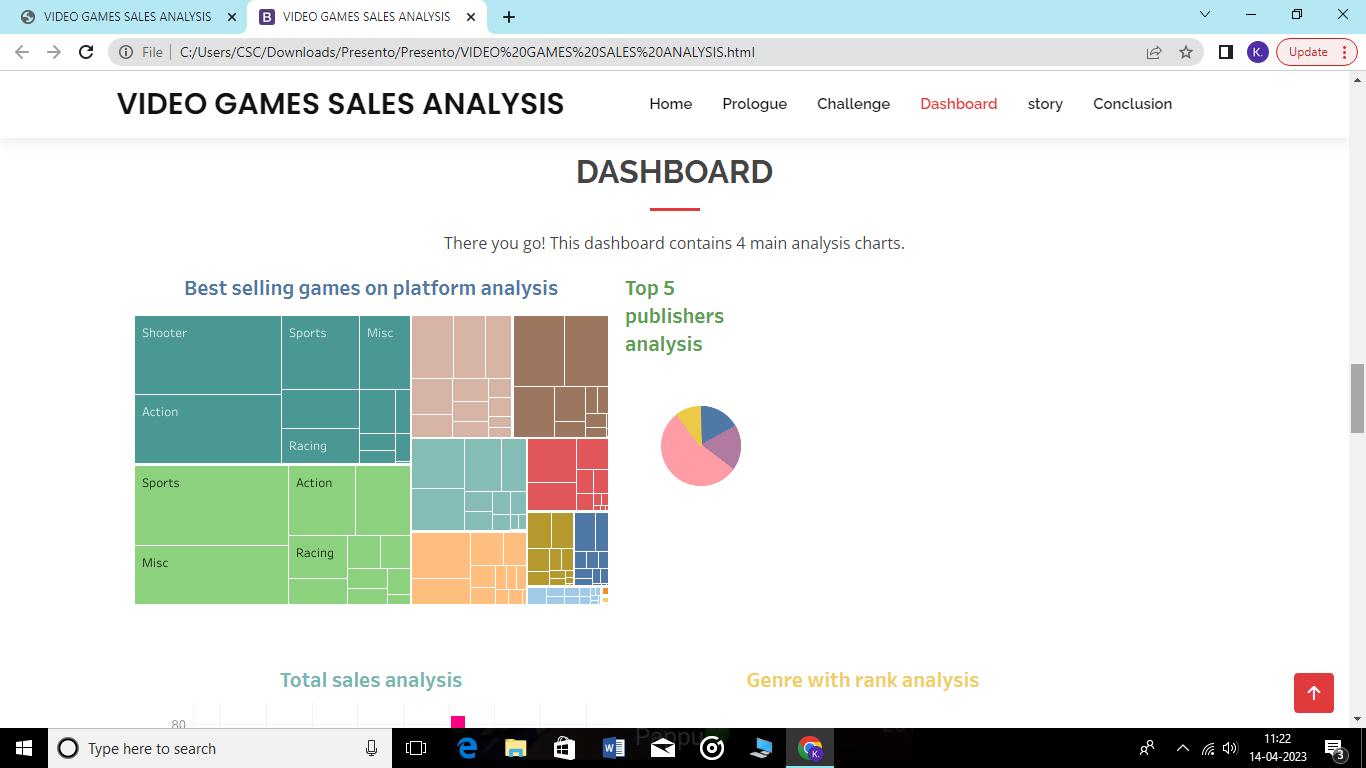 VIDEO GAMES SALES ANALYSIS
VIDEO GAMES SALES ANALYSIS
File
C:/Users/CSC/Downloads/Presento/Presento/VIDEO%20GAMES%20SALES%20ANALYSIS.html
K.
Update
VIDEO GAMES SALES ANALYSIS
Home
Prologue
Challenge
Dashboard
story
Conclusion
DASHBOARD
There you go! This dashboard contains 4 main analysis charts.
Best selling games on platform analysis
Top 5
publishers
analysis
Shooter
Sports
Misc
Action
Racing
Sports
Action
Racing
Misc
Total sales analysis
Genre with rank analysis
80
Type here to search
Pappu
K.
11:22
14-04-2023
3